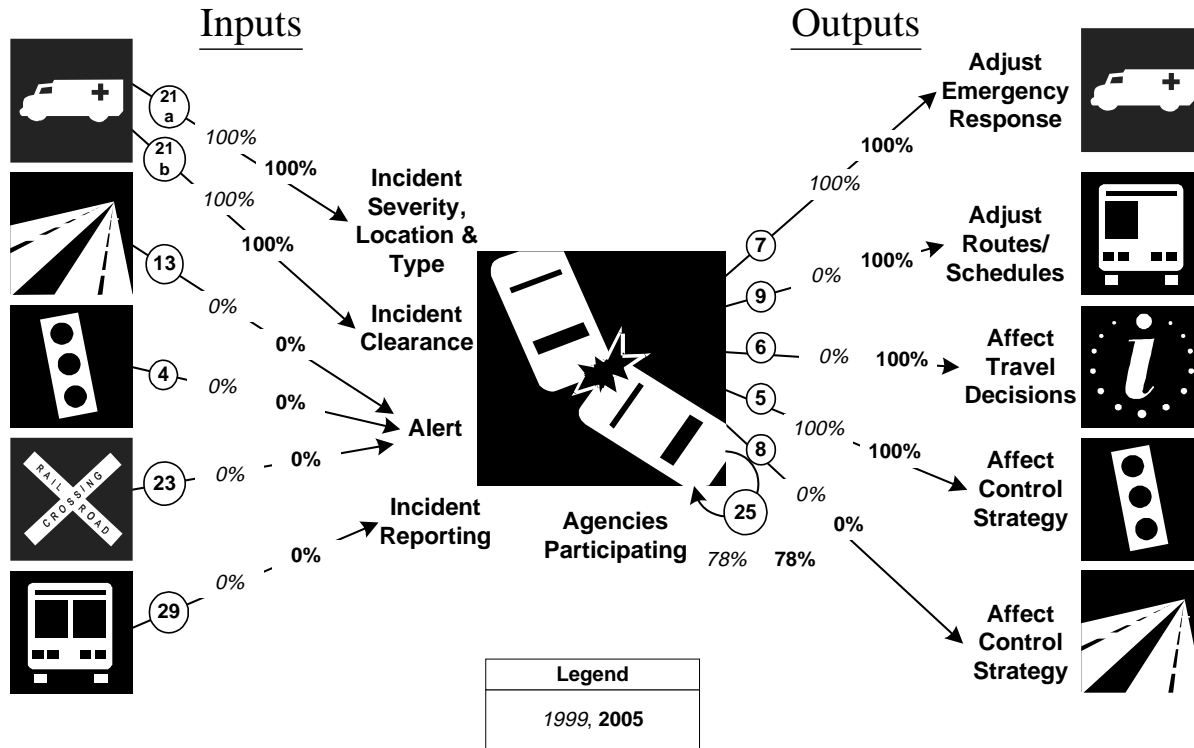 Inputs
Outputs
21
a
100%
100%
21
b
100%
100%
Incident
Severity,
Location &
Type
13
0%
0%
Incident
Clearance
4
0%
0%
Alert
RAIL
ROAD
CROSSING
23
0%
0%
29
0%
0%
Incident
Reporting
Agencies
Participating
25
78% 78%
7
100%
100%
Adjust
Emergency
Response
9
0%
100%
Adjust
Routes/
Schedules
6
0%
100%
Affect
Travel
Decisions
i
5
100%
100%
Affect
Control
Strategy
8
0%
0%
Affect
Control
Strategy
Legend
1999, 2005